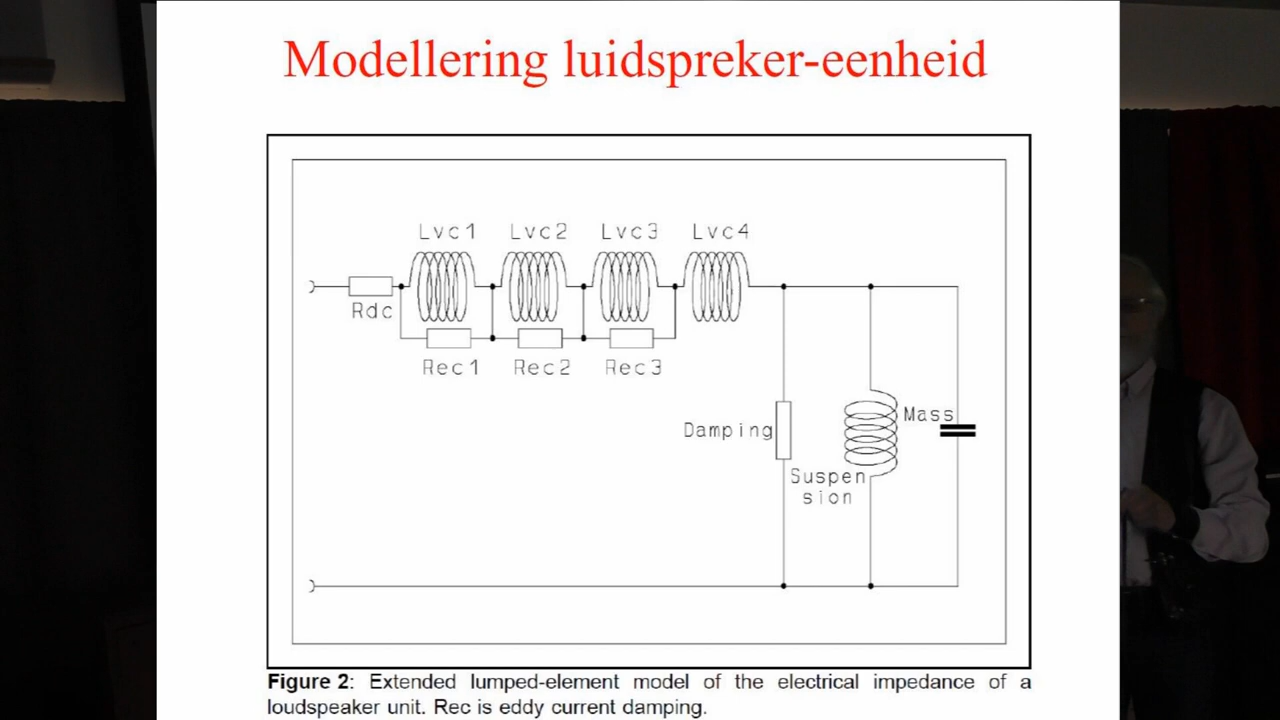 Modellering luidspreker-eenheid
Lvc1 Lvc2 Lvc3 Lvc4
Rdc
Rec1 Rec2 Rec3
Mass
Damping
Suspen
sion
Figure 2: Extended lumped-element model of the electrical impedance of a
loudspeaker unit. Rec is eddy current damping.